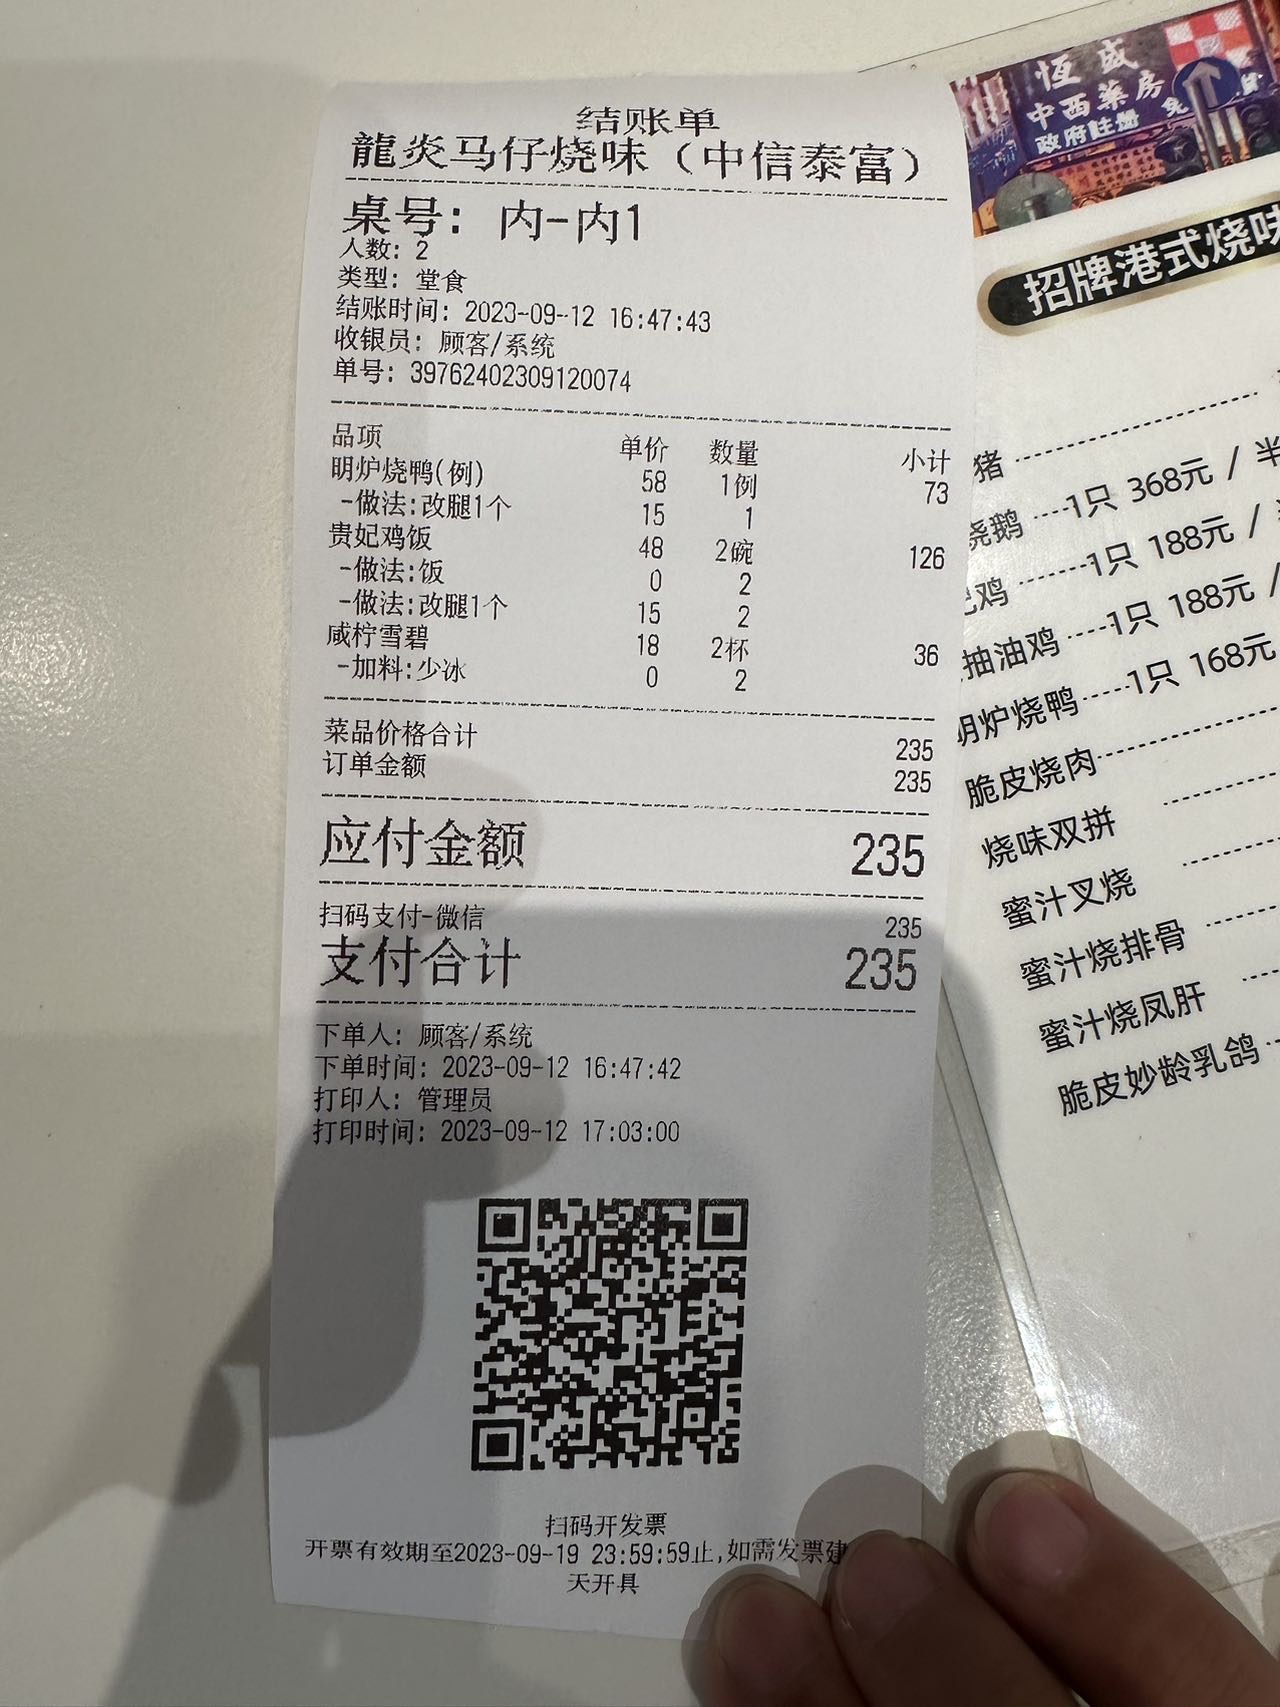 结账单
龍炎马仔烧味（中信泰富）
桌号: 内-内1
人数: 2
类型: 堂食
结账时间: 2023-09-12 16:47:43
收银员: 顾客/系统
单号: 39762402309120074
品项 单价 数量 小计
明炉烧鸭(例) 58 1例 73
-做法:改腿1个 15 1
贵妃鸡饭 48 2碗 126
-做法:饭 0 2
-做法:改腿1个 15 2
咸柠雪碧 18 2杯 36
-加料:少冰 0 2
菜品价格合计 235
订单金额 235
应付金额 235
扫码支付-微信 235
支付合计 235
下单人: 顾客/系统
下单时间: 2023-09-12 16:47:42
打印人: 管理员
打印时间: 2023-09-12 17:03:00
扫码开发票
开票有效期至2023-09-19 23:59:59止,如需发票建
天开具
恆盛
中西藥房
政府註册
招牌港式烧味
猪
烧鹅 1只 368元 / 半
鸡 1只 188元 /
抽油鸡 1只 188元 /
明炉烧鸭 1只 168元
脆皮烧肉
烧味双拼
蜜汁叉烧
蜜汁烧排骨
蜜汁烧凤肝
脆皮妙龄乳鸽